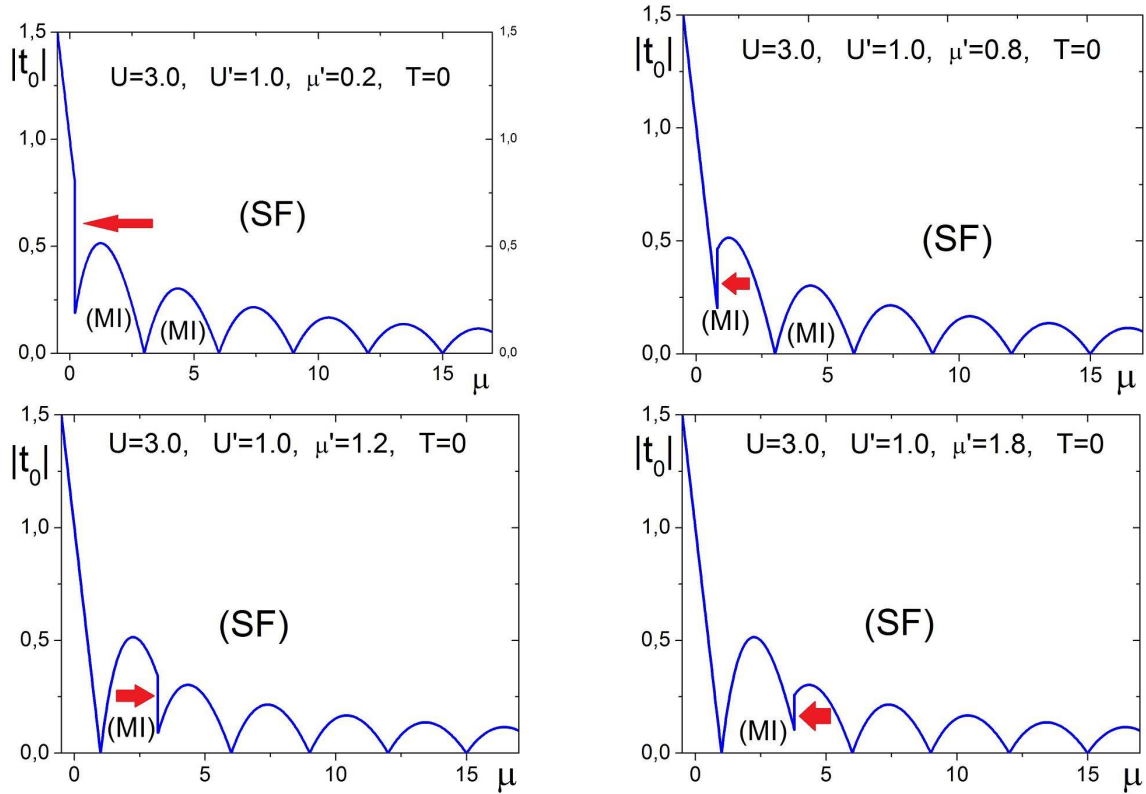 1,5
1,5
|t₀|
U=3.0, U'=1.0, μ'=0.2, T=0
1,0
1,0
(SF)
0,5
0,5
(MI)
(MI)
0,0
0,0
0
5
10
15
μ
1,5
|t₀|
U=3.0, U'=1.0, μ'=0.8, T=0
1,0
(SF)
0,5
(MI)
(MI)
0,0
0
5
10
15
μ
1,5
|t₀|
U=3.0, U'=1.0, μ'=1.2, T=0
1,0
(SF)
0,5
(MI)
0,0
0
5
10
15
μ
1,5
|t₀|
U=3.0, U'=1.0, μ'=1.8, T=0
1,0
(SF)
0,5
(MI)
0,0
0
5
10
15
μ